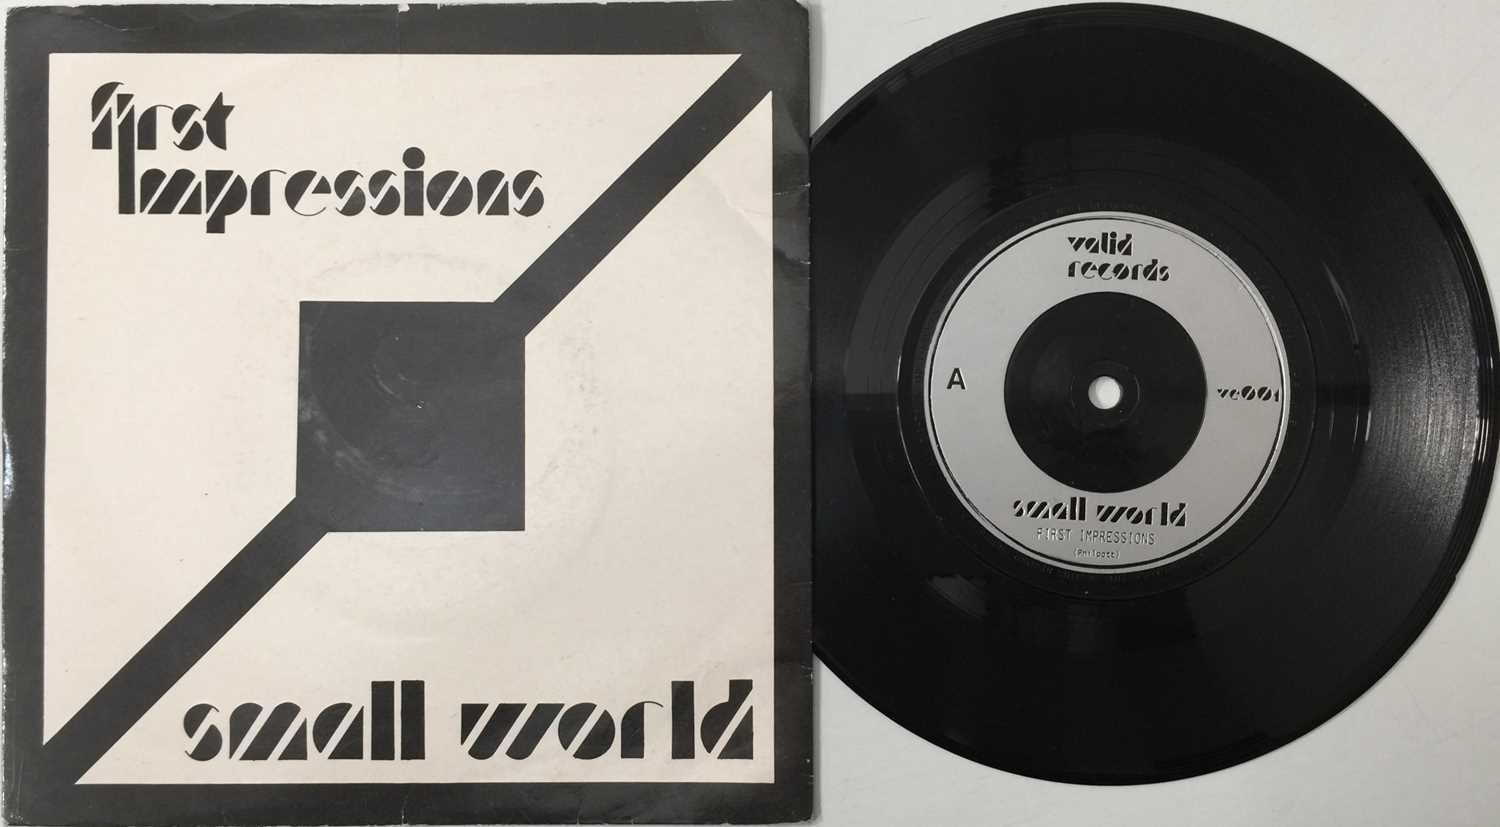 first
Impressions
small world
valid
records
A
vc001
small world
FIRST IMPRESSIONS
(Philpott)